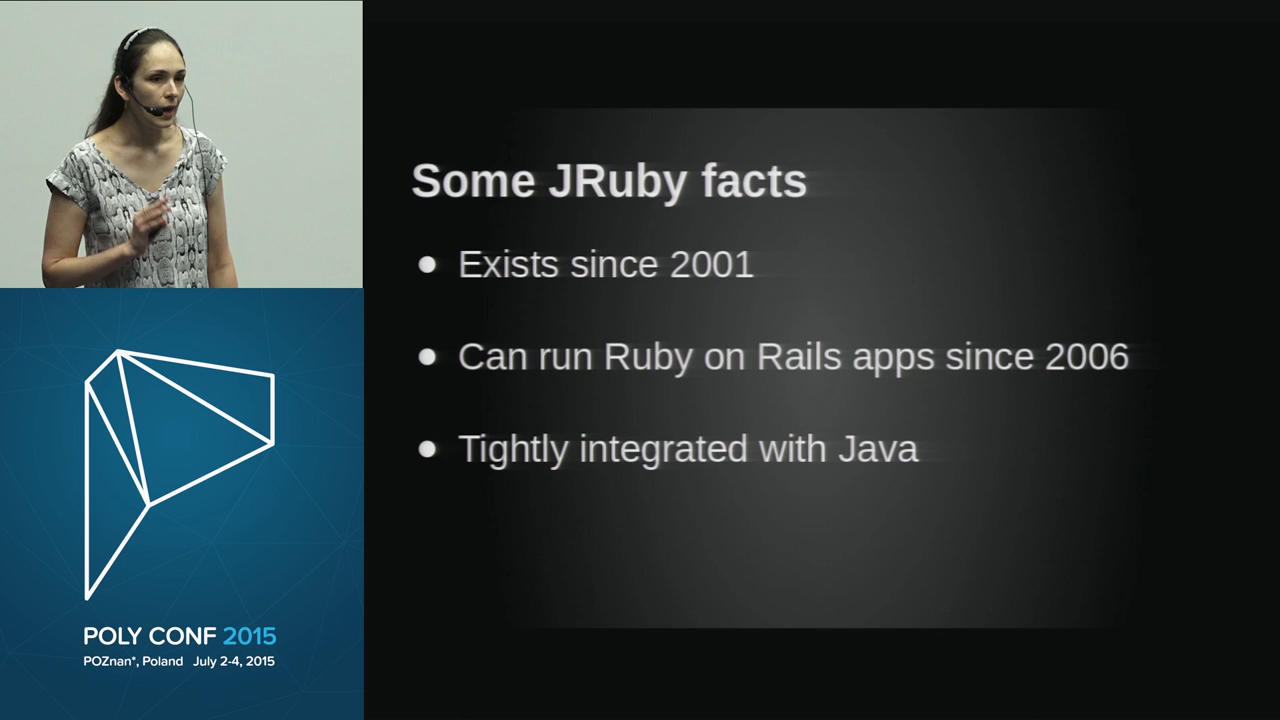 Some JRuby facts
Exists since 2001
Can run Ruby on Rails apps since 2006
Tightly integrated with Java
POLY CONF 2015
POZnan*, Poland July 2-4, 2015